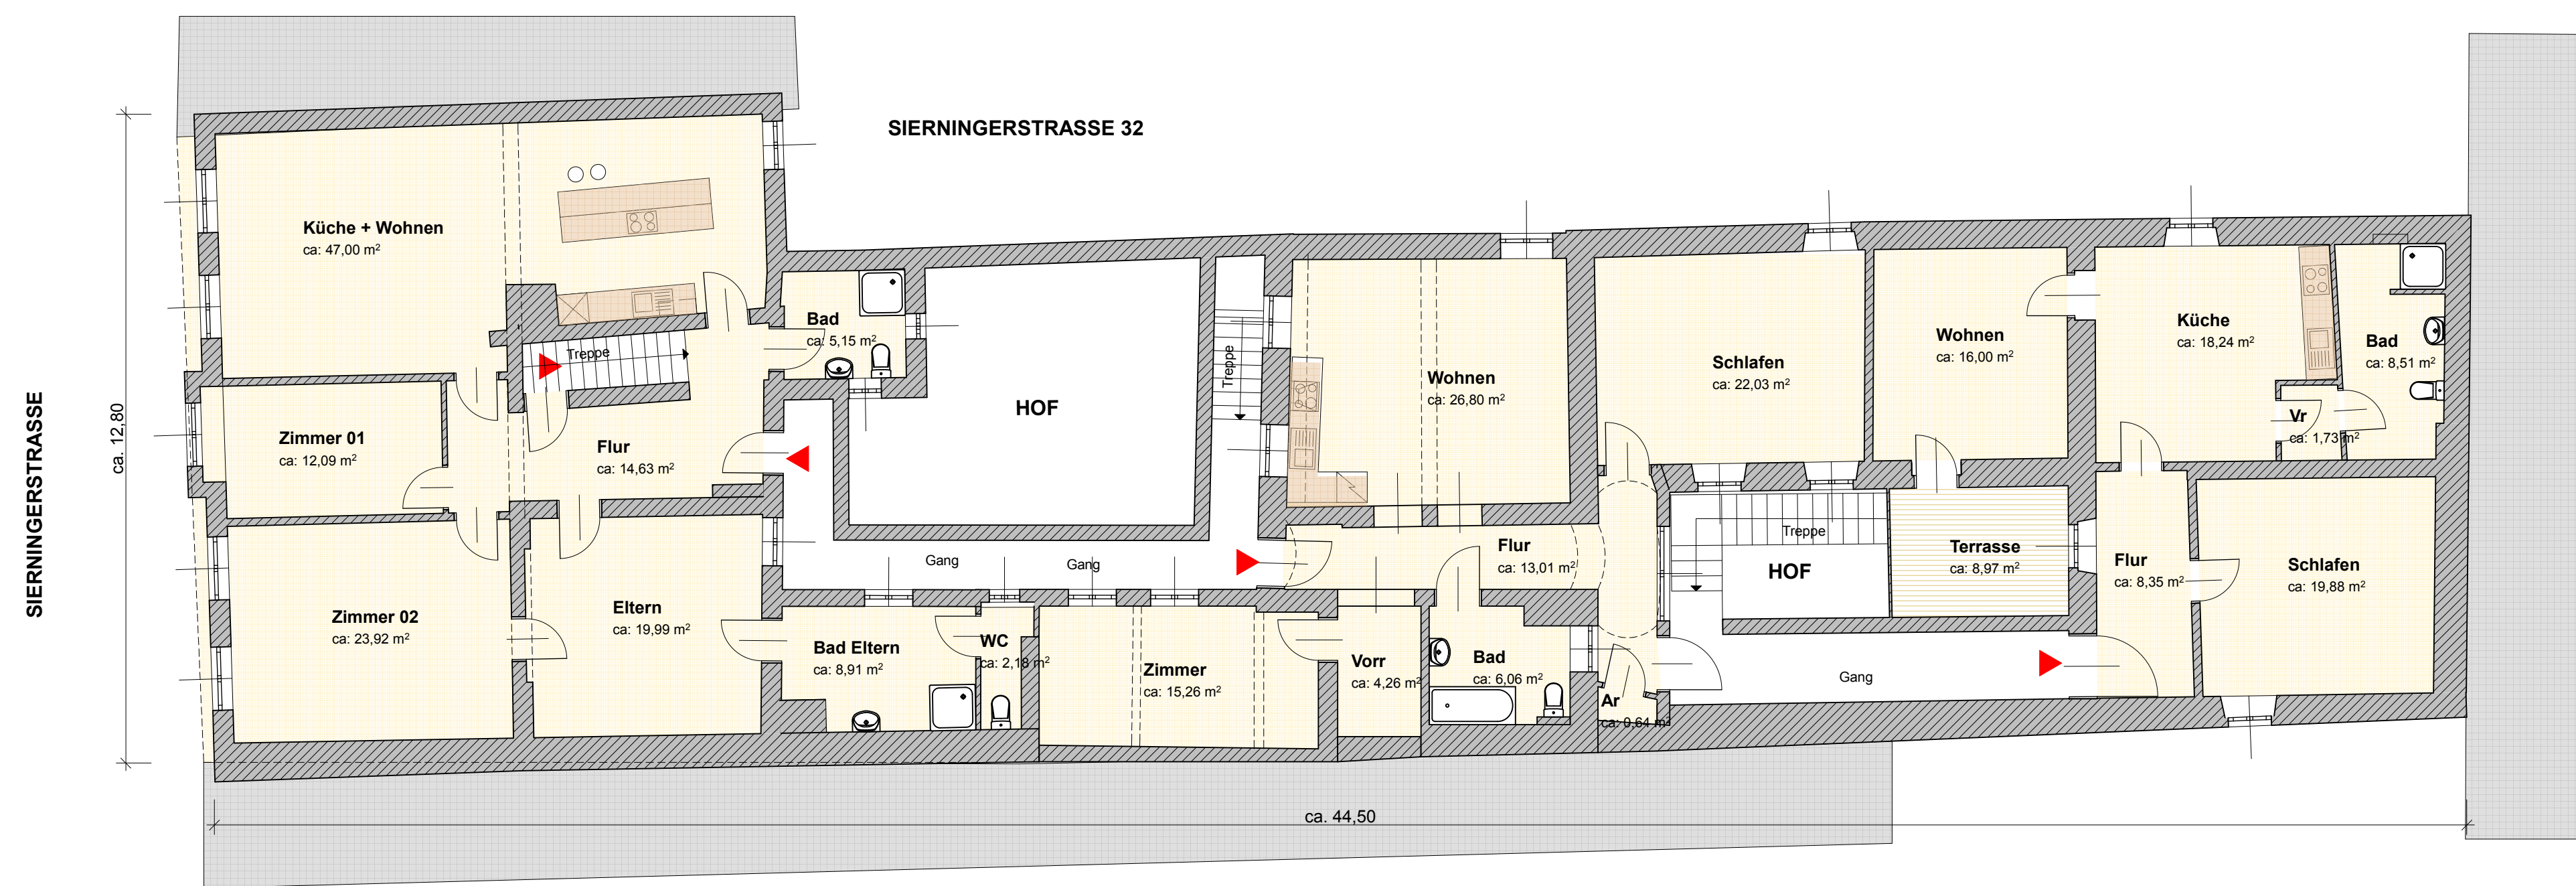 SIERNINGERSTRASSE
ca. 12,80
SIERNINGERSTRASSE 32
Küche + Wohnen
ca: 47,00 m²
Treppe
Zimmer 01
ca: 12,09 m²
Flur
ca: 14,63 m²
Zimmer 02
ca: 23,92 m²
Eltern
ca: 19,99 m²
Bad
ca: 5,15 m²
HOF
Treppe
Gang
Gang
Bad Eltern
ca: 8,91 m²
WC
ca: 2,18 m²
Zimmer
ca: 15,26 m²
Vorr
ca: 4,26 m²
Wohnen
ca: 26,80 m²
Flur
ca: 13,01 m²
Bad
ca: 6,06 m²
Ar
ca: 0,64 m²
Schlafen
ca: 22,03 m²
Treppe
HOF
Wohnen
ca: 16,00 m²
Terrasse
ca: 8,97 m²
Gang
Küche
ca: 18,24 m²
Bad
ca: 8,51 m²
Vr
ca: 1,73 m²
Flur
ca: 8,35 m²
Schlafen
ca: 19,88 m²
ca. 44,50